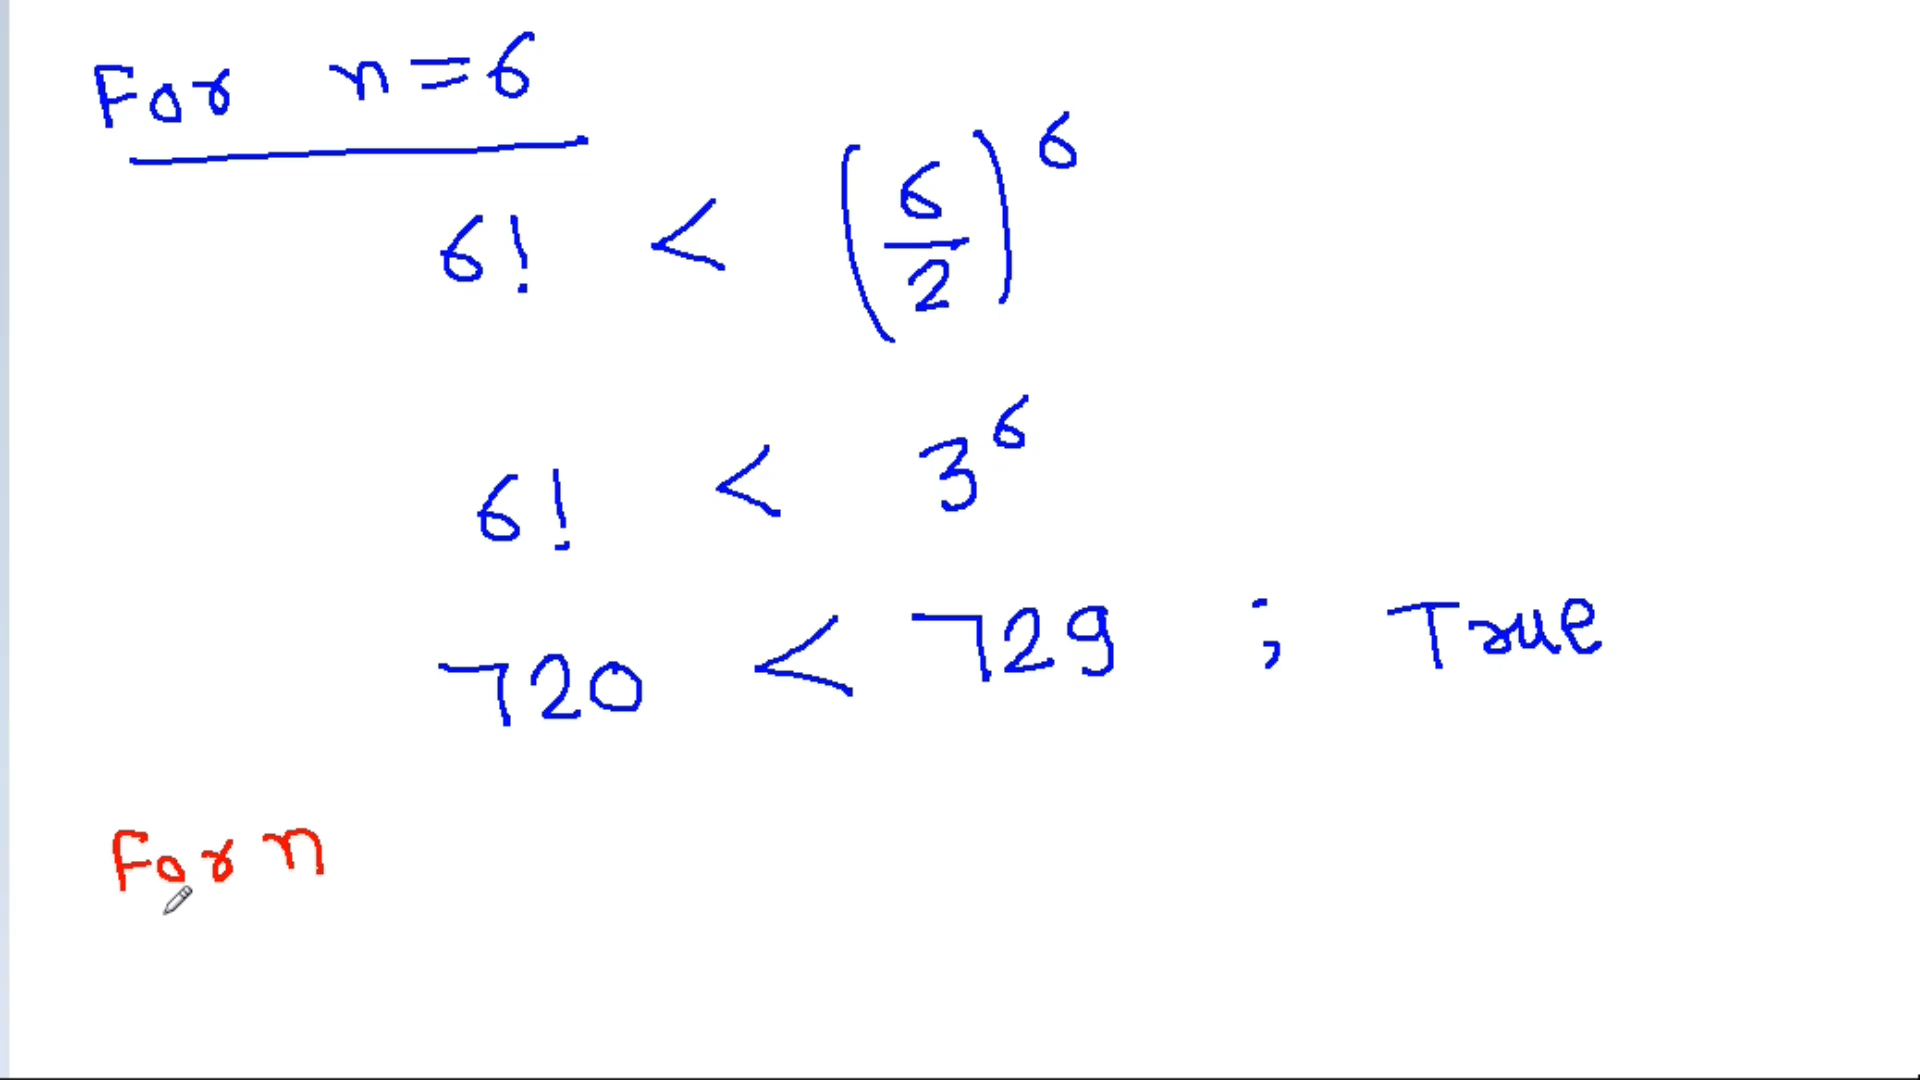 For n=6
6! < (6/2)^6
6! < 3^6
720 < 729 ; True
For n